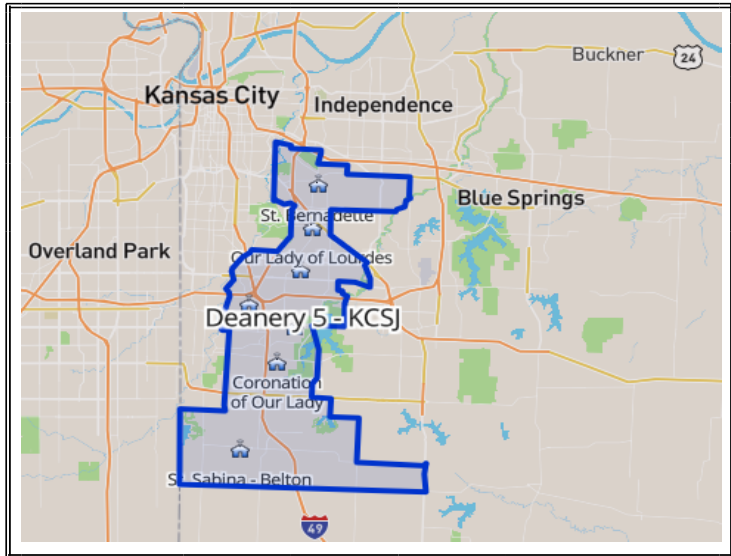 Buckner
24
Kansas City
Independence
Blue Springs
St. Bernadette
Overland Park
Our Lady of Lourdes
Deanery 5 - KCSJ
Coronation
of Our Lady
St. Sabina - Belton
49